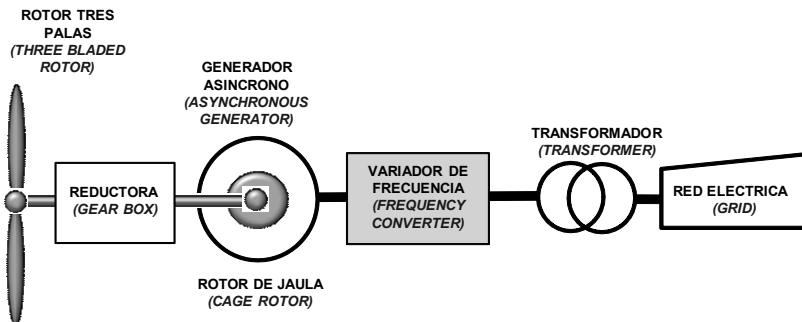 ROTOR TRES
PALAS
(THREE BLADED
ROTOR)
GENERADOR
ASINCRONO
(ASYNCHRONOUS
GENERATOR)
REDUCTORA
(GEAR BOX)
ROTOR DE JAULA
(CAGE ROTOR)
VARIADOR DE
FRECUENCIA
(FREQUENCY
CONVERTER)
TRANSFORMADOR
(TRANSFORMER)
RED ELECTRICA
(GRID)